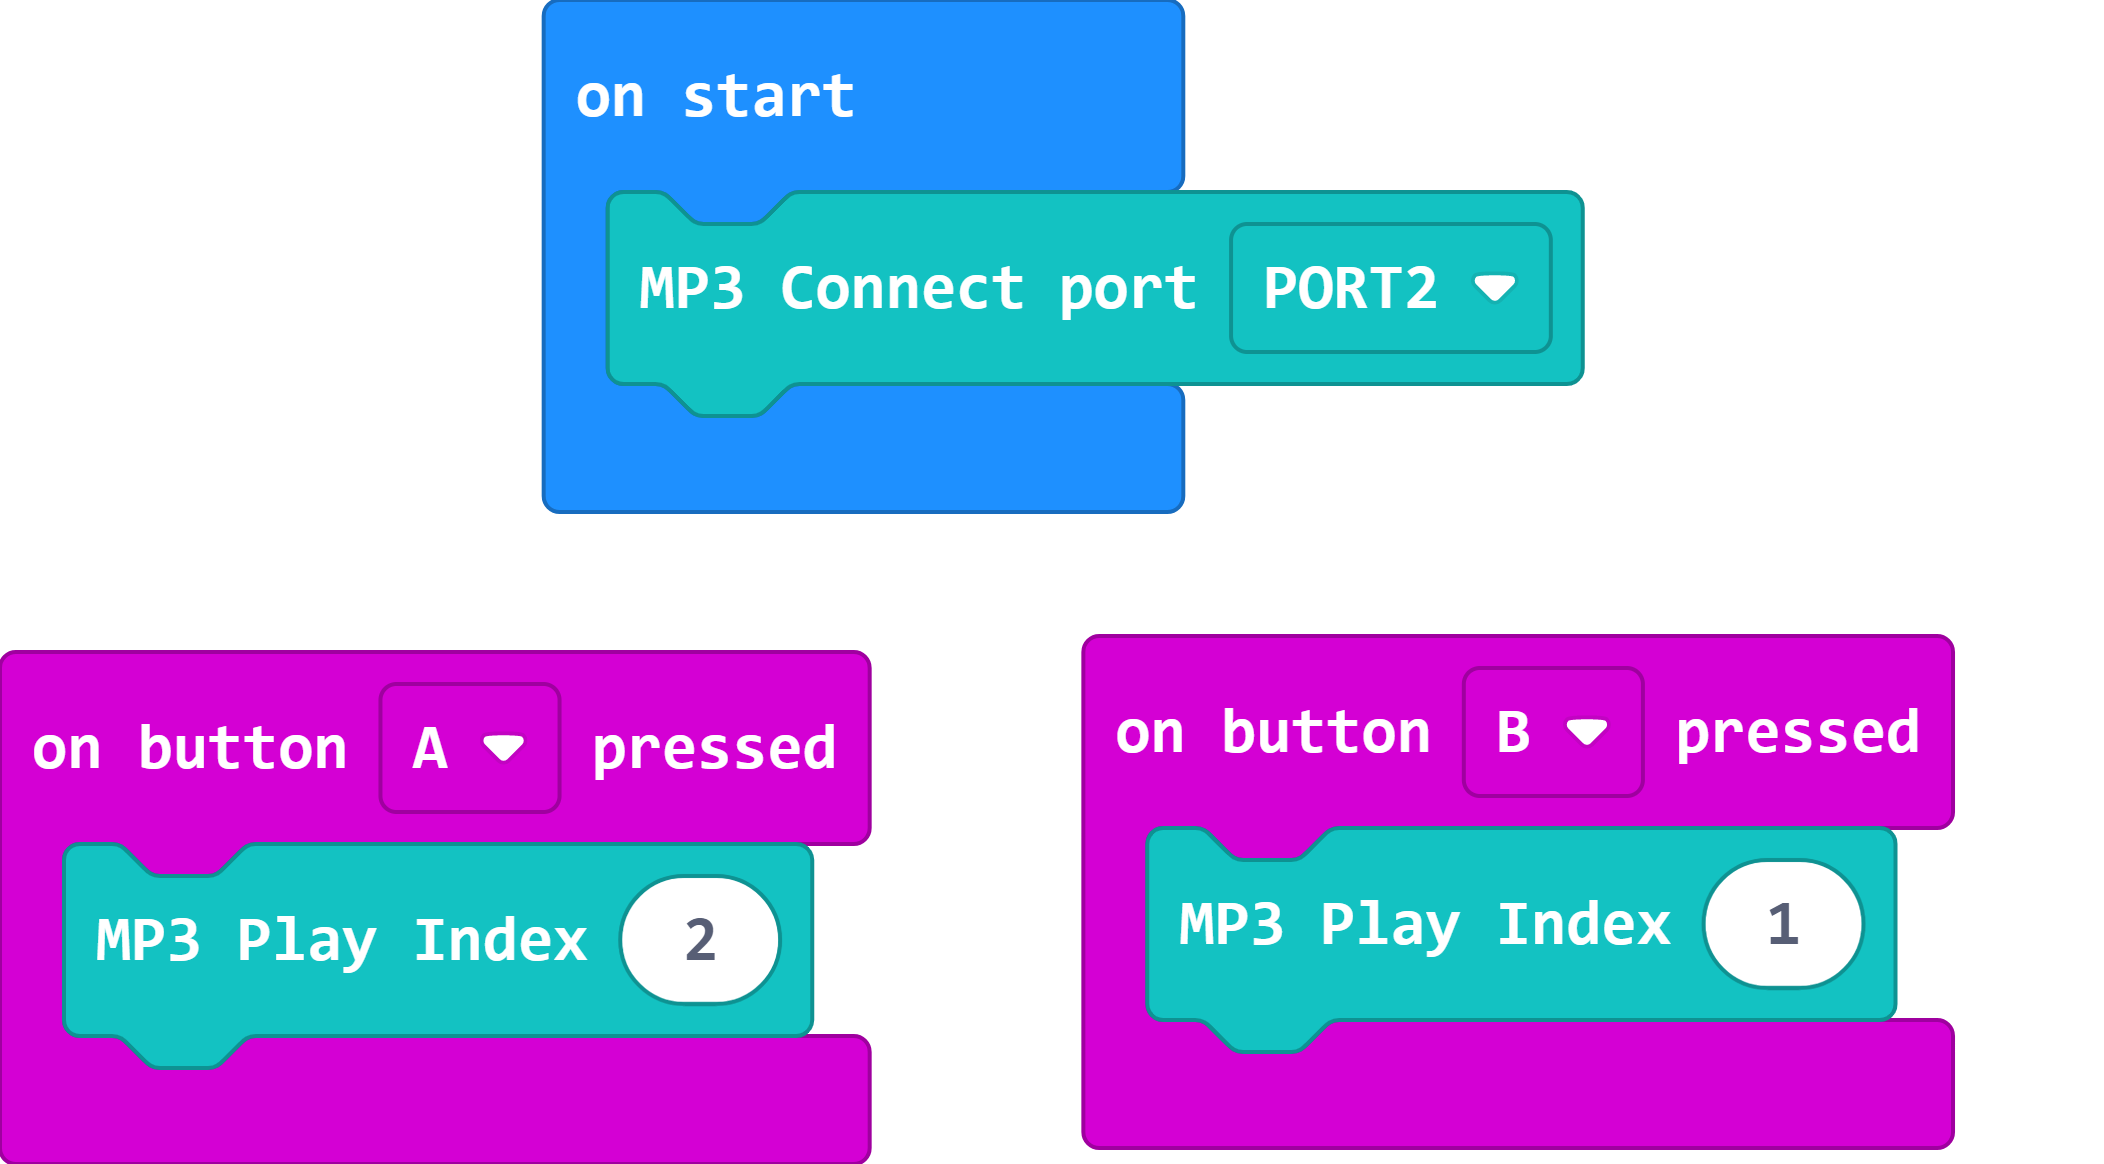 on start
MP3 Connect port PORT2
on button A pressed
MP3 Play Index 2
on button B pressed
MP3 Play Index 1